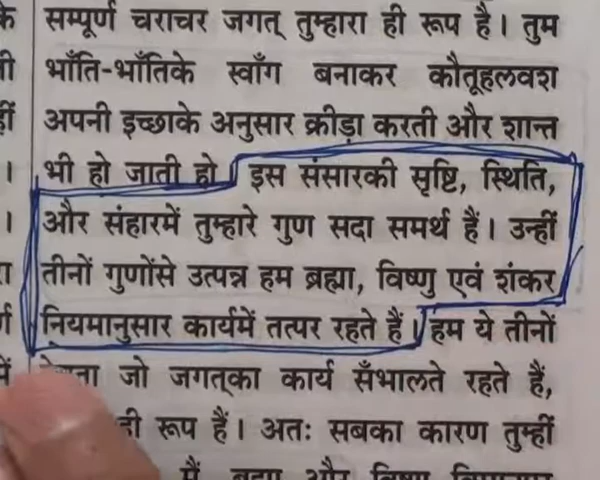 के सम्पूर्ण चराचर जगत् तुम्हारा ही रूप है। तुम
भाँति-भाँतिके स्वाँग बनाकर कौतूहलवश
अपनी इच्छाके अनुसार क्रीड़ा करती और शान्त
भी हो जाती हो। इस संसारकी सृष्टि, स्थिति,
और संहारमें तुम्हारे गुण सदा समर्थ हैं। उन्हीं
तीनों गुणोंसे उत्पन्न हम ब्रह्मा, विष्णु एवं शंकर
नियमानुसार कार्यमें तत्पर रहते हैं। हम ये तीनों
जो जगत्‌का कार्य सँभालते रहते हैं,
ही रूप हैं। अतः सबका कारण तुम्हीं